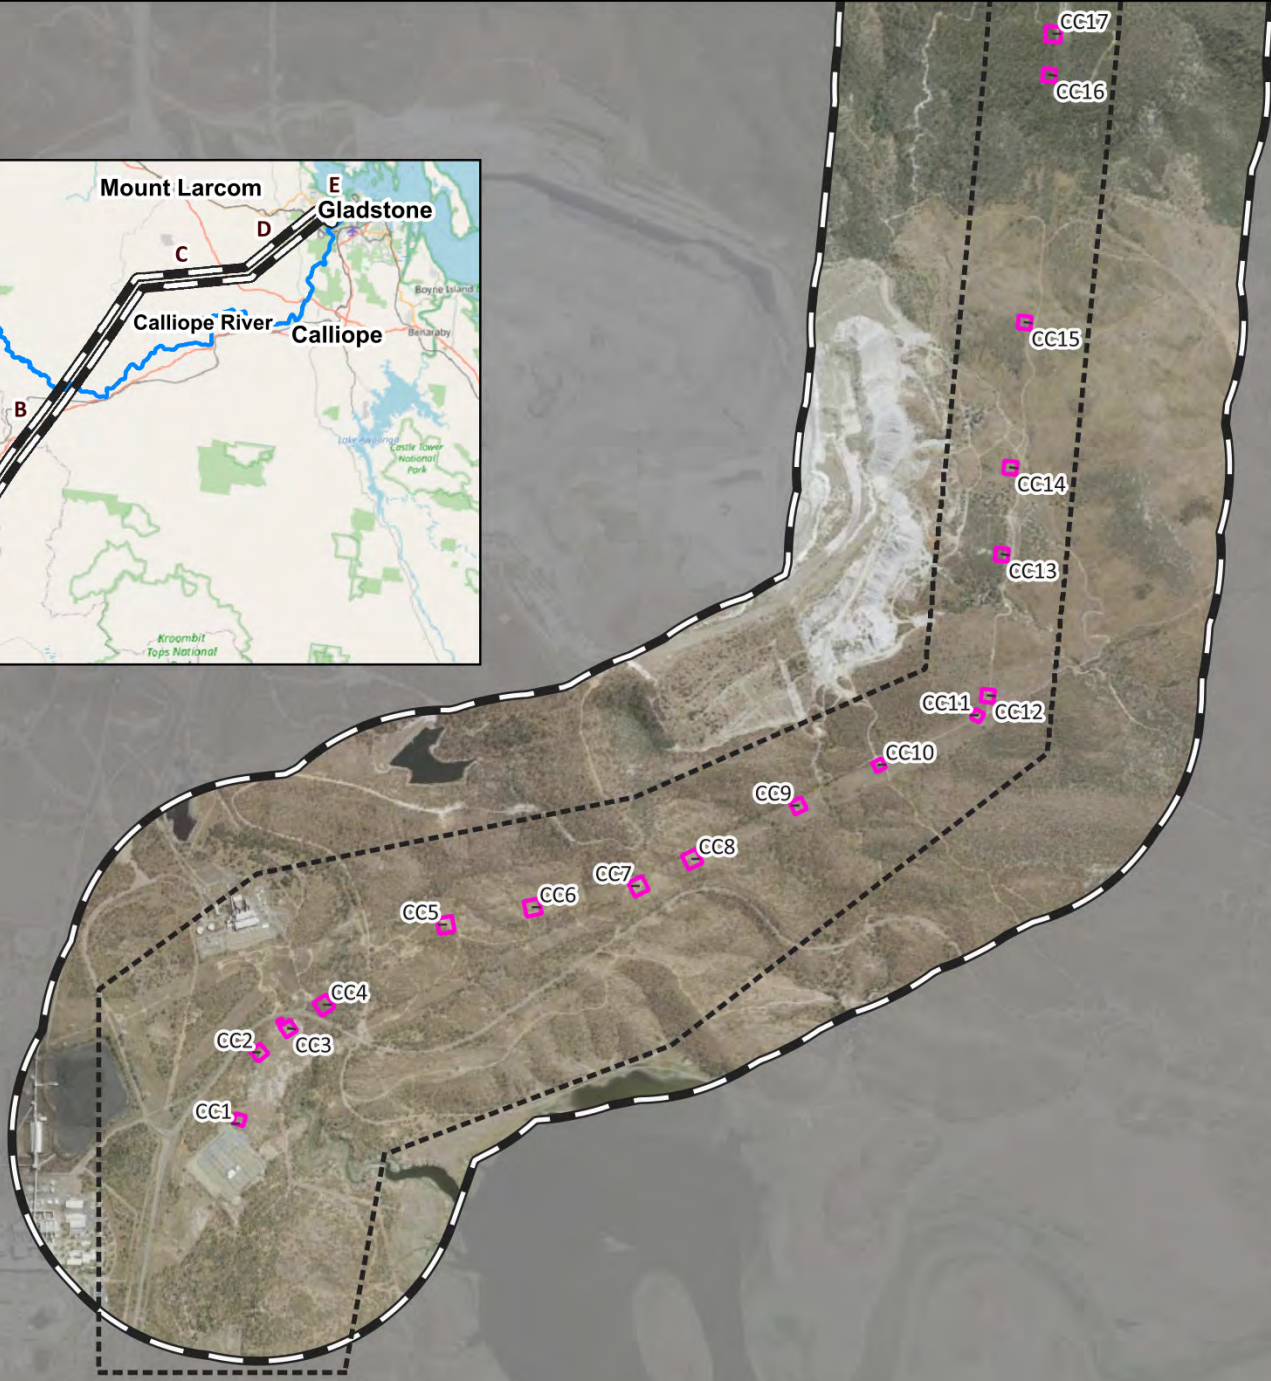 CC17
CC16
Mount Larcom
E
Gladstone
D
C
Boyne Island
Calliope River
Calliope
Benaraby
B
Lake Awoonga
Castle Tower
National
Park
Kroombit
Tops National
CC15
CC14
CC13
CC11
CC12
CC10
CC9
CC8
CC7
CC6
CC5
CC4
CC2
CC3
CC1